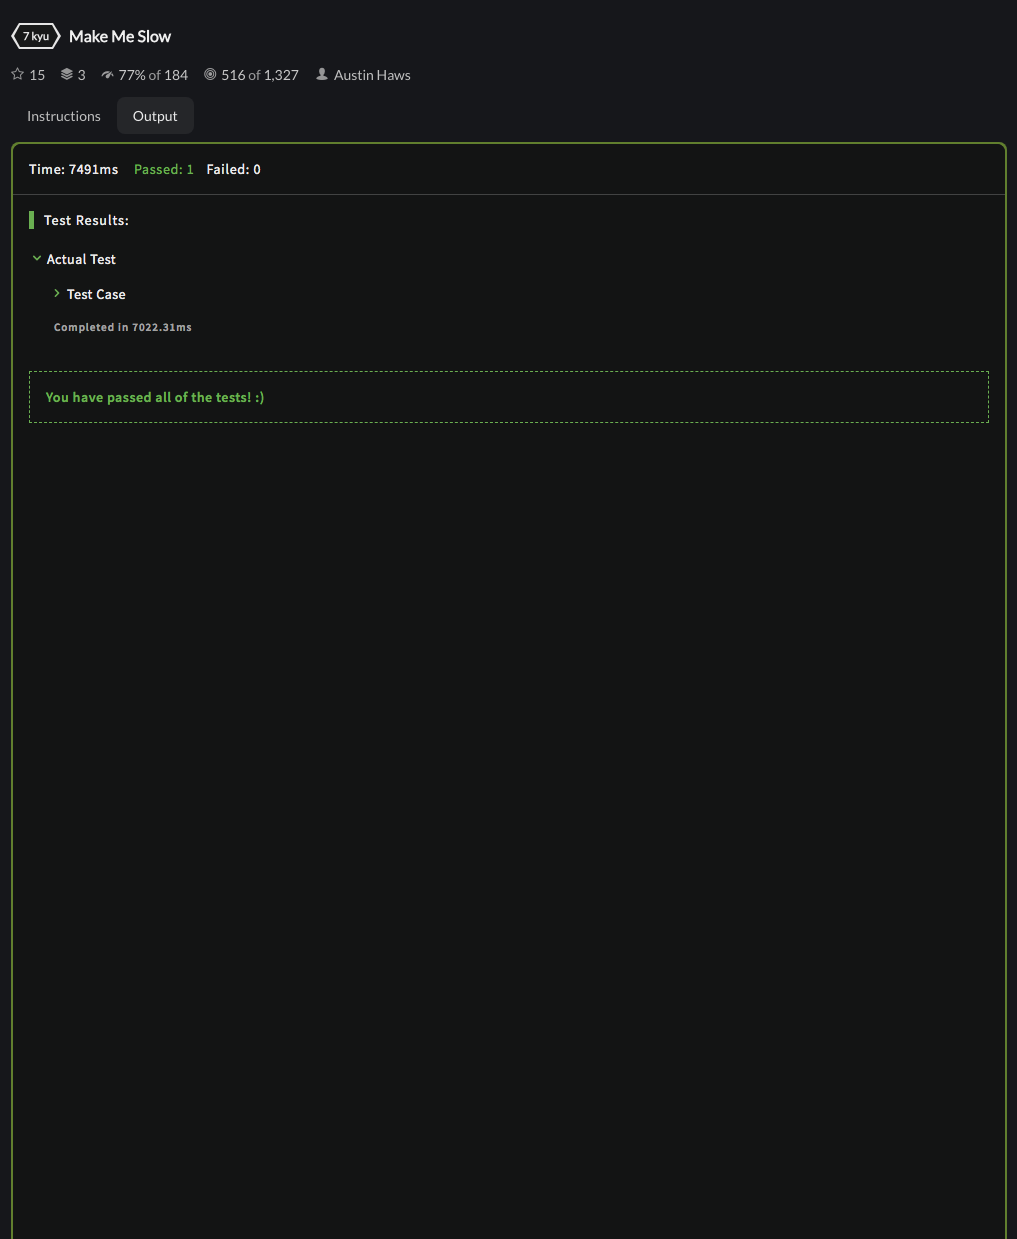 7 kyu Make Me Slow
15 3 77% of 184 516 of 1,327 Austin Haws
Instructions Output
Time: 7491ms Passed: 1 Failed: 0
Test Results:
Actual Test
Test Case
Completed in 7022.31ms
You have passed all of the tests! :)